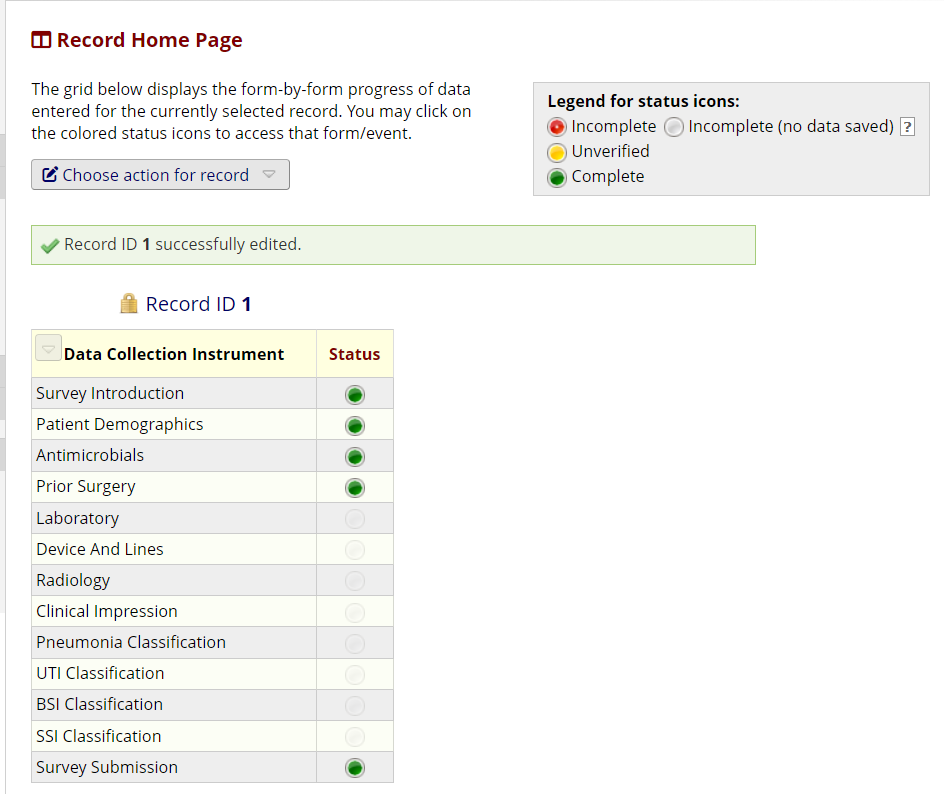 Record Home Page
The grid below displays the form-by-form progress of data
entered for the currently selected record. You may click on
the colored status icons to access that form/event.
Legend for status icons:
Incomplete Incomplete (no data saved) ?
Unverified
Complete
Choose action for record
Record ID 1 successfully edited.
Record ID 1
Data Collection Instrument Status
Survey Introduction
Patient Demographics
Antimicrobials
Prior Surgery
Laboratory
Device And Lines
Radiology
Clinical Impression
Pneumonia Classification
UTI Classification
BSI Classification
SSI Classification
Survey Submission